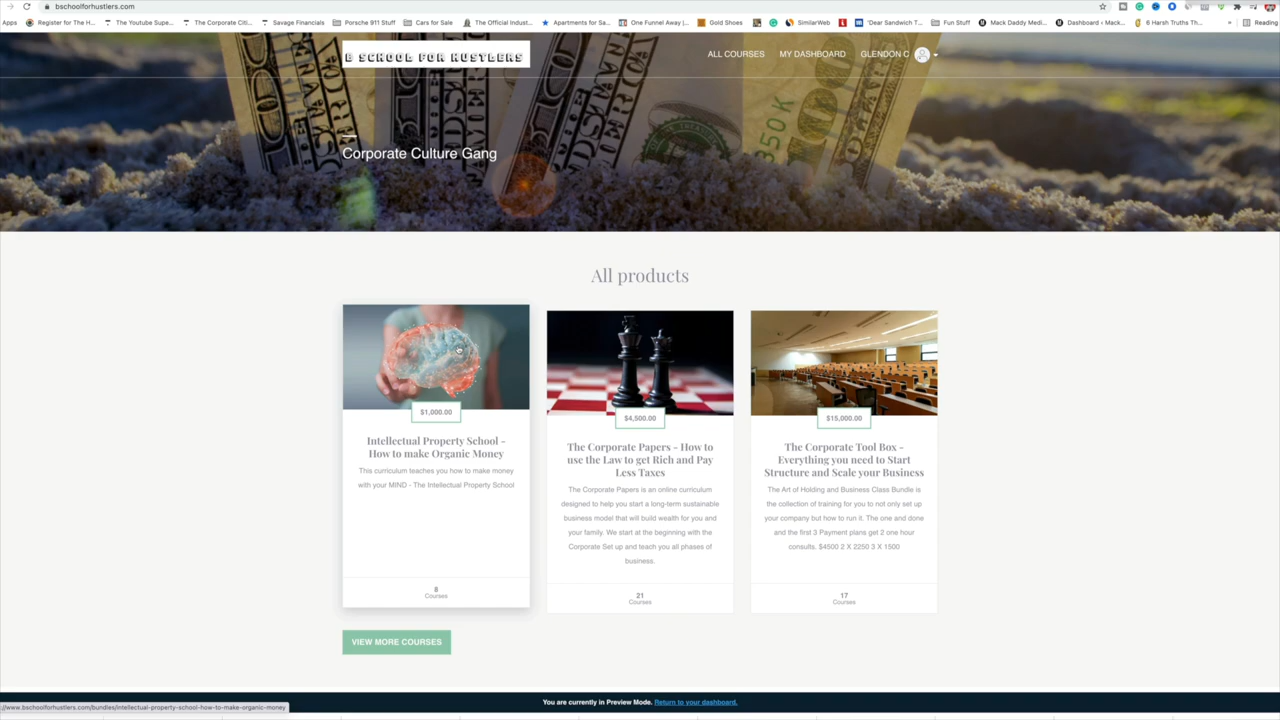 bschoolforhustlers.com
Apps Register for The H... The Youtube Supe... The Corporate Citi... Savage Financials Porsche 911 Stuff Cars for Sale The Official Indust... Apartments for Sa... One Funnel Away |... Gold Shoes SimilarWeb "Dear Sandwich T... Fun Stuff Mack Daddy Medi... Dashboard ‹ Mack... 6 Harsh Truths Th... » Reading
B SCHOOL FOR HUSTLERS
ALL COURSES MY DASHBOARD GLENDON C
Corporate Culture Gang
All products
$1,000.00
Intellectual Property School -
How to make Organic Money
This curriculum teaches you how to make money
with your MIND - The Intellectual Property School
8
Courses
$4,500.00
The Corporate Papers - How to
use the Law to get Rich and Pay
Less Taxes
The Corporate Papers is an online curriculum
designed to help you start a long-term sustainable
business model that will build wealth for you and
your family. We start at the beginning with the
Corporate Set up and teach you all phases of
business.
21
Courses
$15,000.00
The Corporate Tool Box -
Everything you need to Start
Structure and Scale your Business
The Art of Holding and Business Class Bundle is
the collection of training for you to not only set up
your company but how to run it. The one and done
and the first 3 Payment plans get 2 one hour
consults. $4500 2 X 2250 3 X 1500
17
Courses
VIEW MORE COURSES
You are currently in Preview Mode. Return to your dashboard.
//www.bschoolforhustlers.com/bundles/intellectual-property-school-how-to-make-organic-money